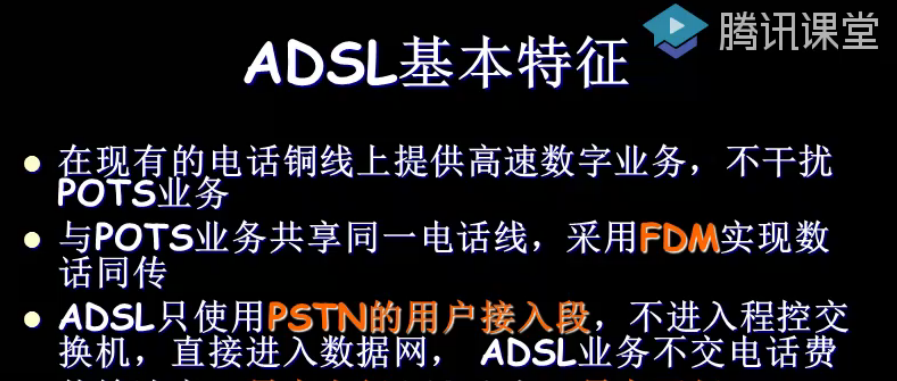 腾讯课堂
ADSL基本特征
在现有的电话铜线上提供高速数字业务，不干扰
POTS业务
与POTS业务共享同一电话线，采用FDM实现数
话同传
ADSL只使用PSTN的用户接入段，不进入程控交
换机，直接进入数据网， ADSL业务不交电话费